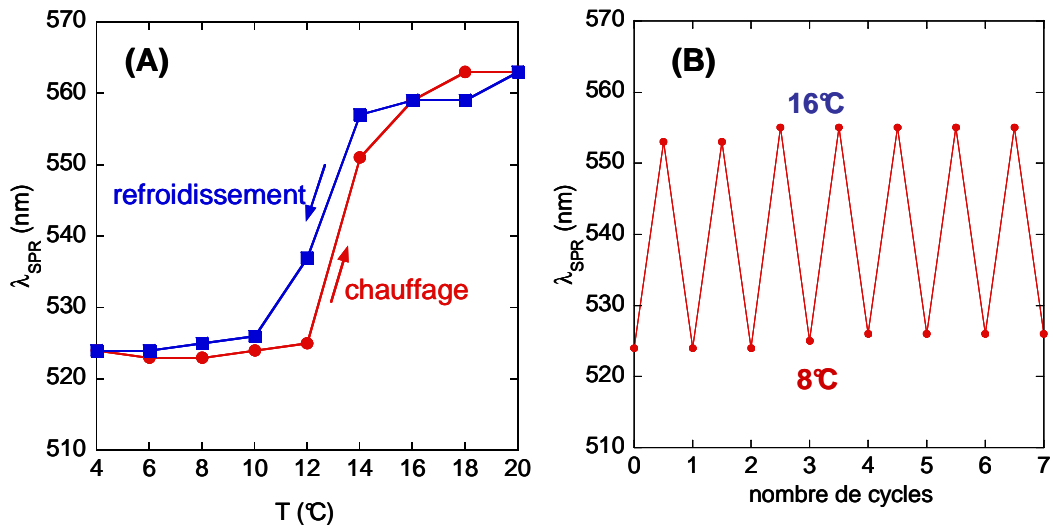 (A)
570
560
550
540
530
520
510
λSPR (nm)
refroidissement
chauffage
4 6 8 10 12 14 16 18 20
T (°C)
(B)
570
560
550
540
530
520
510
λSPR (nm)
16°C
8°C
0 1 2 3 4 5 6 7
nombre de cycles